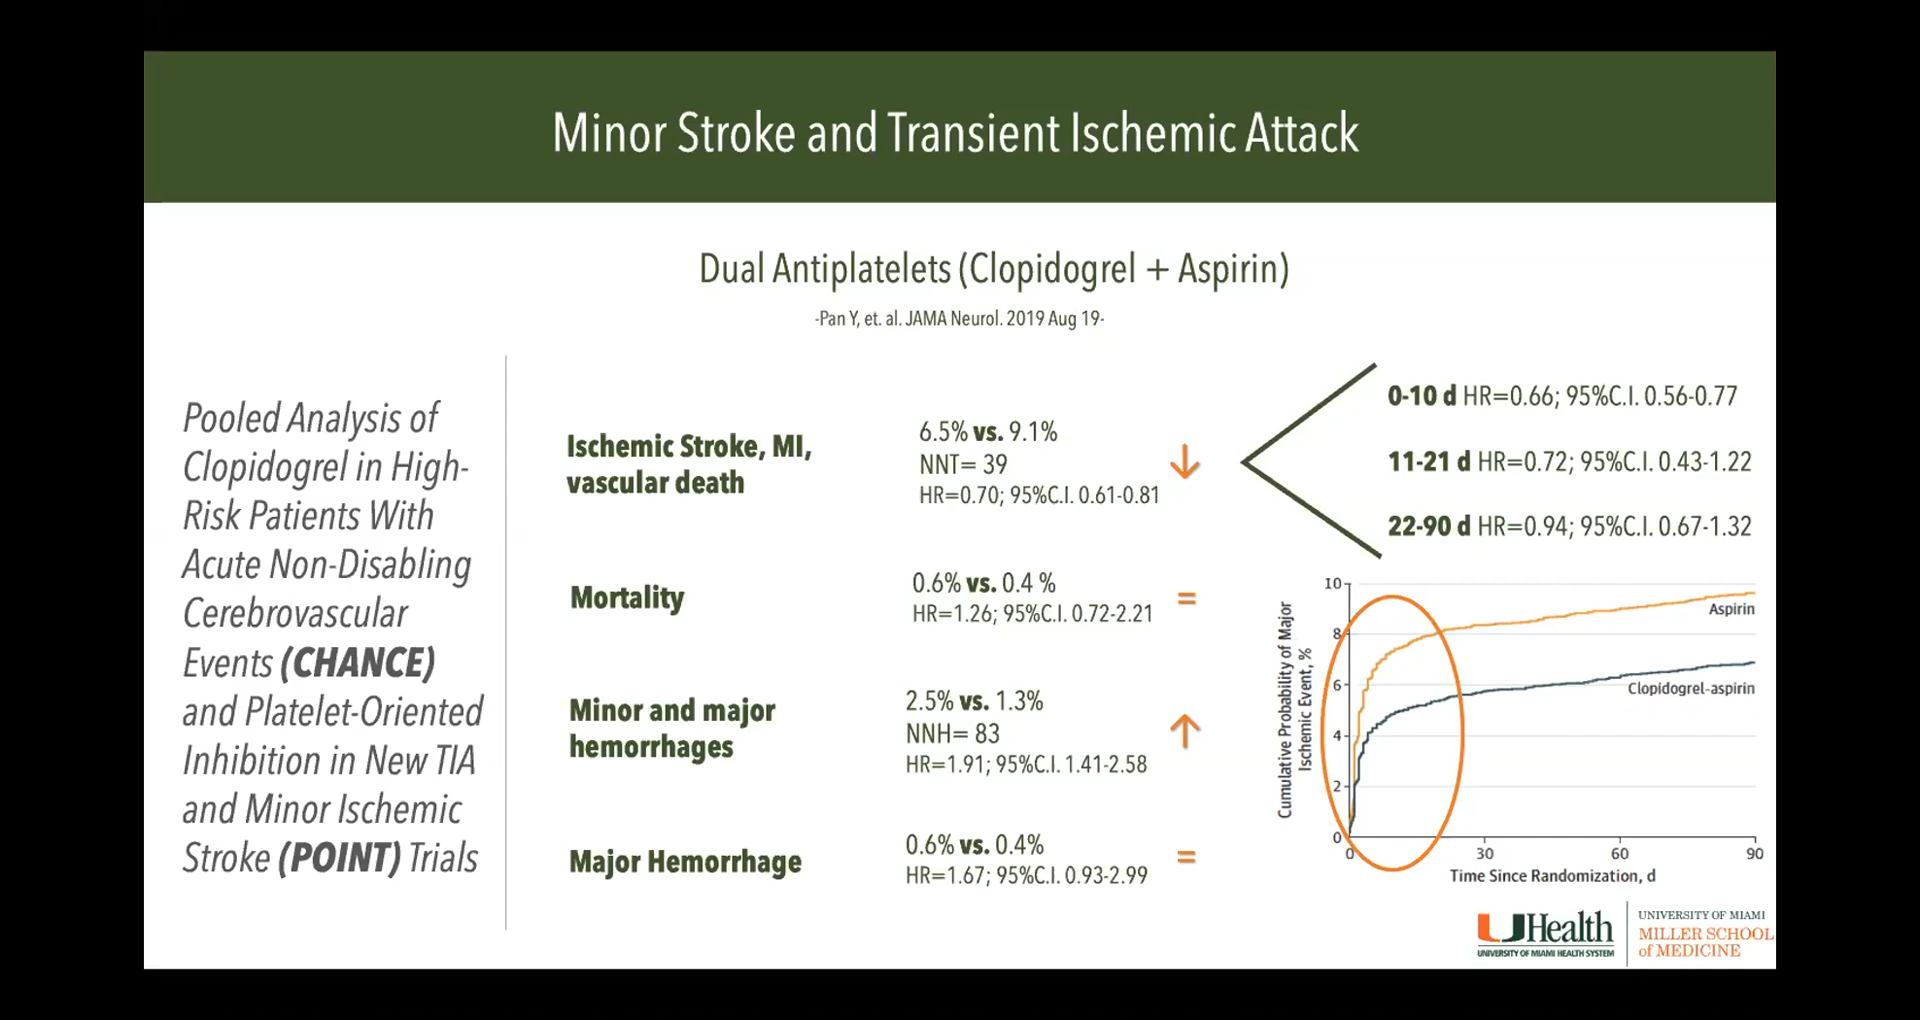 Minor Stroke and Transient Ischemic Attack
Dual Antiplatelets (Clopidogrel + Aspirin)
-Pan Y, et. al. JAMA Neurol. 2019 Aug 19-
Pooled Analysis of
Clopidogrel in High-
Risk Patients With
Acute Non-Disabling
Cerebrovascular
Events (CHANCE)
and Platelet-Oriented
Inhibition in New TIA
and Minor Ischemic
Stroke (POINT) Trials
Ischemic Stroke, MI,
vascular death
6.5% vs. 9.1%
NNT= 39
HR=0.70; 95%C.I. 0.61-0.81
↓
0-10 d HR=0.66; 95%C.I. 0.56-0.77
11-21 d HR=0.72; 95%C.I. 0.43-1.22
22-90 d HR=0.94; 95%C.I. 0.67-1.32
Mortality
0.6% vs. 0.4 %
HR=1.26; 95%C.I. 0.72-2.21
=
Minor and major
hemorrhages
2.5% vs. 1.3%
NNH= 83
HR=1.91; 95%C.I. 1.41-2.58
↑
Major Hemorrhage
0.6% vs. 0.4%
HR=1.67; 95%C.I. 0.93-2.99
=
Cumulative Probability of Major
Ischemic Event, %
10
8
6
4
2
0
Aspirin
Clopidogrel-aspirin
0 30 60 90
Time Since Randomization, d
UHealth
UNIVERSITY OF MIAMI HEALTH SYSTEM
UNIVERSITY OF MIAMI
MILLER SCHOOL
of MEDICINE